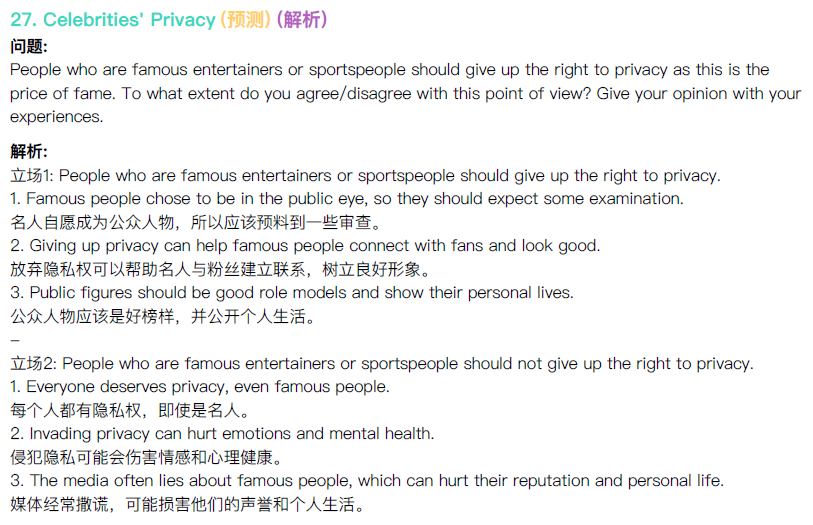 27. Celebrities' Privacy (预测) (解析)
问题:
People who are famous entertainers or sportspeople should give up the right to privacy as this is the
price of fame. To what extent do you agree/disagree with this point of view? Give your opinion with your
experiences.
解析:
立场1: People who are famous entertainers or sportspeople should give up the right to privacy.
1. Famous people chose to be in the public eye, so they should expect some examination.
名人自愿成为公众人物，所以应该预料到一些审查。
2. Giving up privacy can help famous people connect with fans and look good.
放弃隐私权可以帮助名人与粉丝建立联系，树立良好形象。
3. Public figures should be good role models and show their personal lives.
公众人物应该是好榜样，并公开个人生活。
–
立场2: People who are famous entertainers or sportspeople should not give up the right to privacy.
1. Everyone deserves privacy, even famous people.
每个人都有隐私权，即使是名人。
2. Invading privacy can hurt emotions and mental health.
侵犯隐私可能会伤害情感和心理健康。
3. The media often lies about famous people, which can hurt their reputation and personal life.
媒体经常撒谎，可能损害他们的声誉和个人生活。